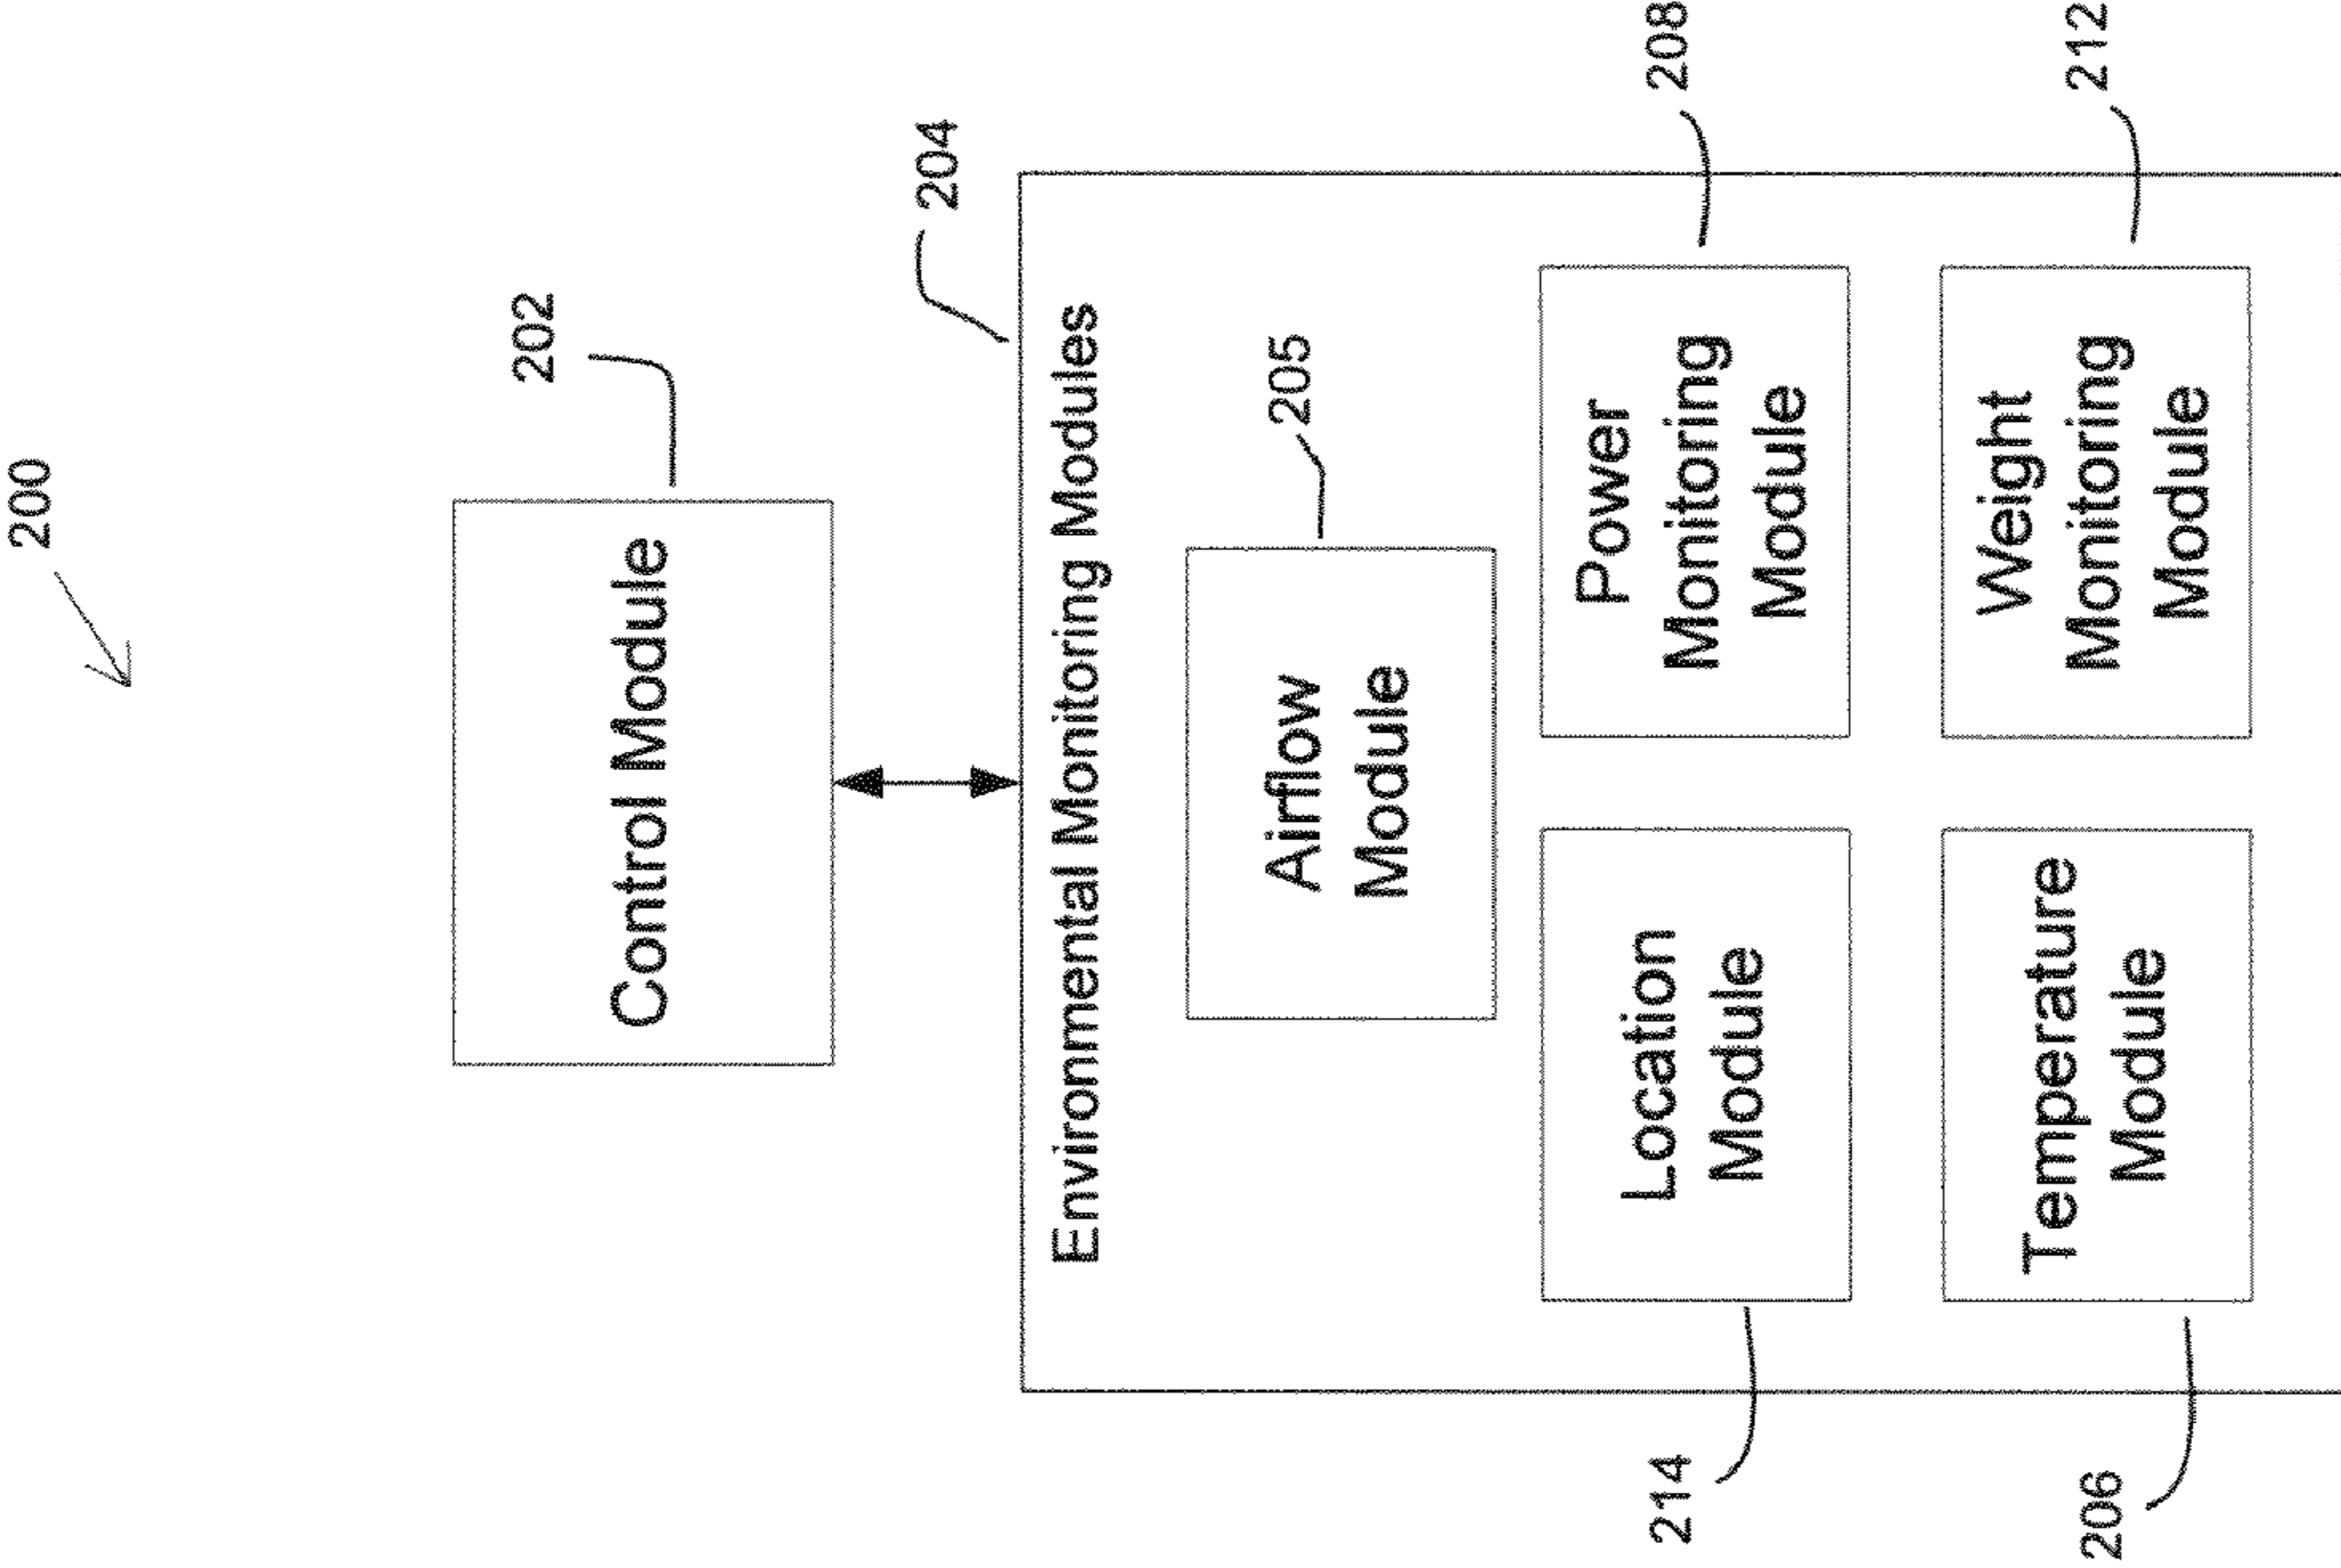 200
202
Control Module
204
Environmental Monitoring Modules
205
Airflow
Module
214
Location
Module
208
Power
Monitoring
Module
206
Temperature
Module
212
Weight
Monitoring
Module